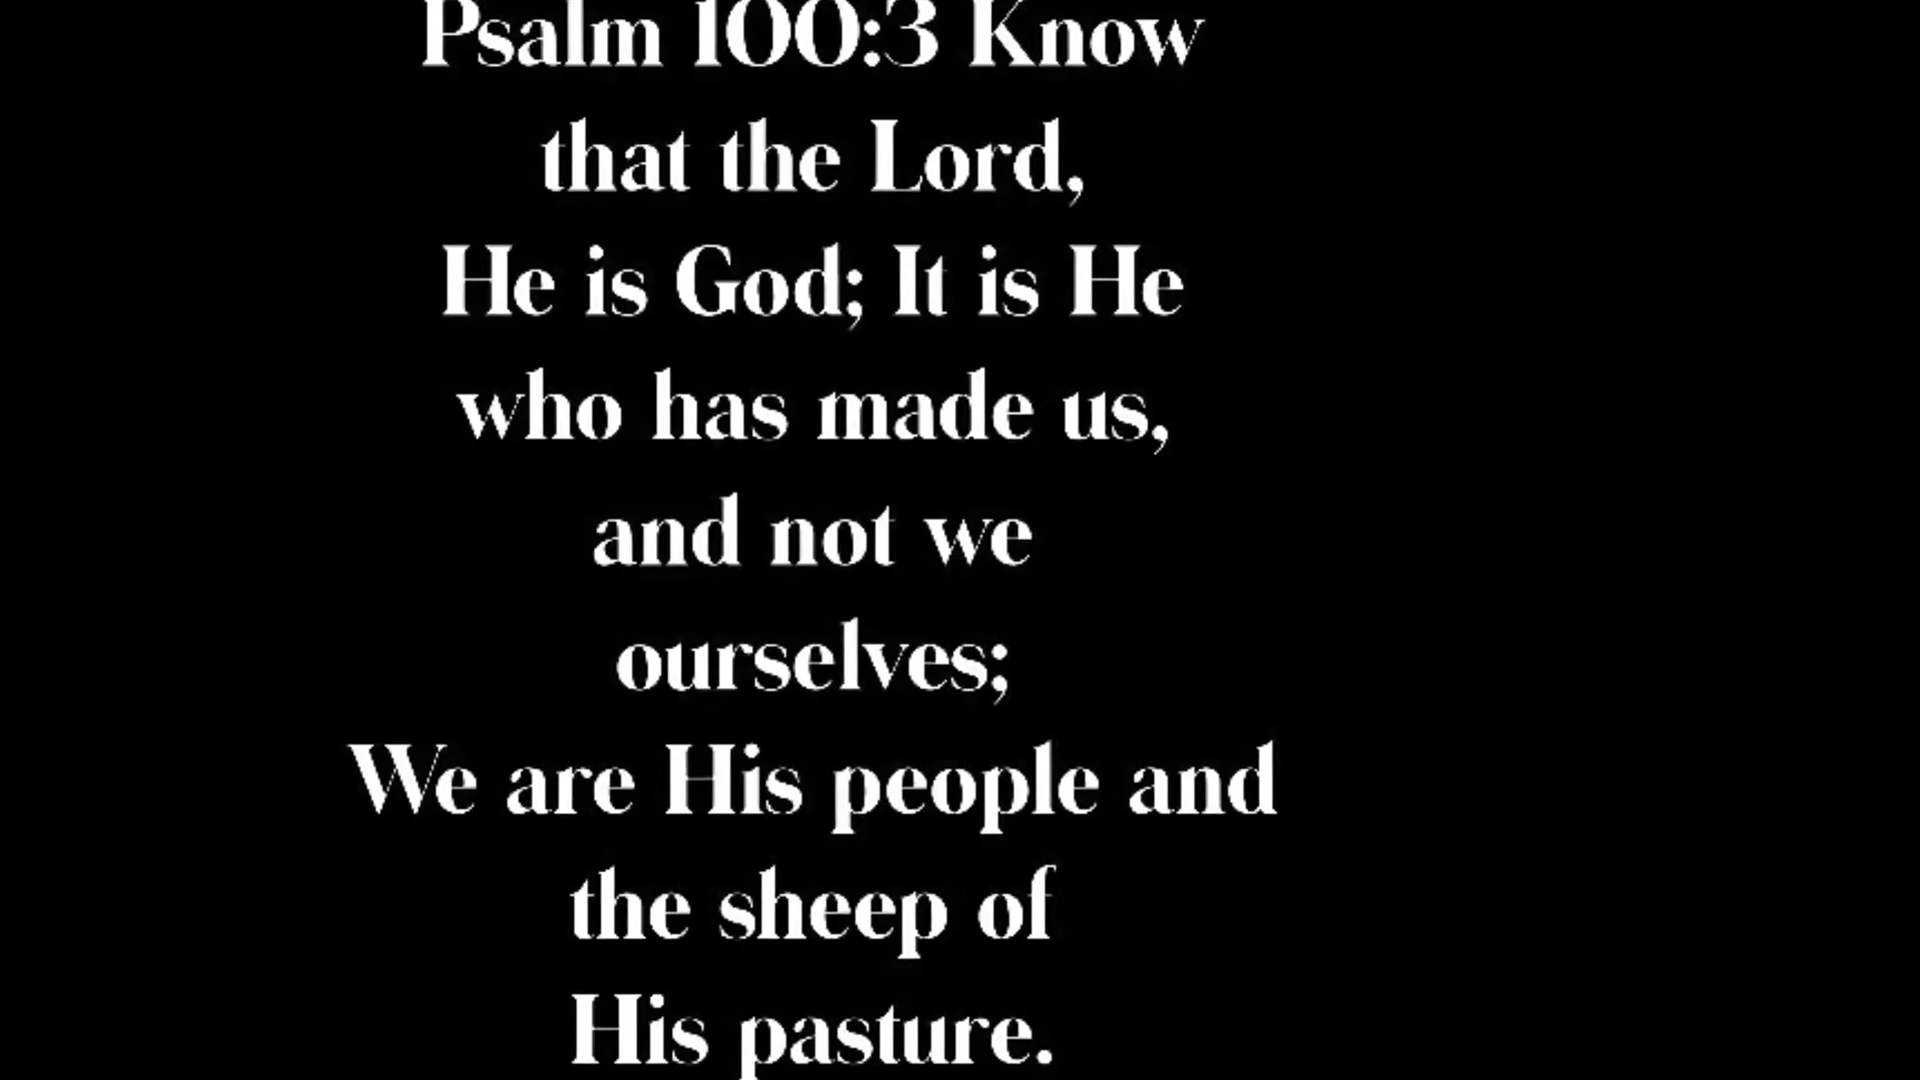 Psalm 100:3 Know
that the Lord,
He is God; It is He
who has made us,
and not we
ourselves;
We are His people and
the sheep of
His pasture.